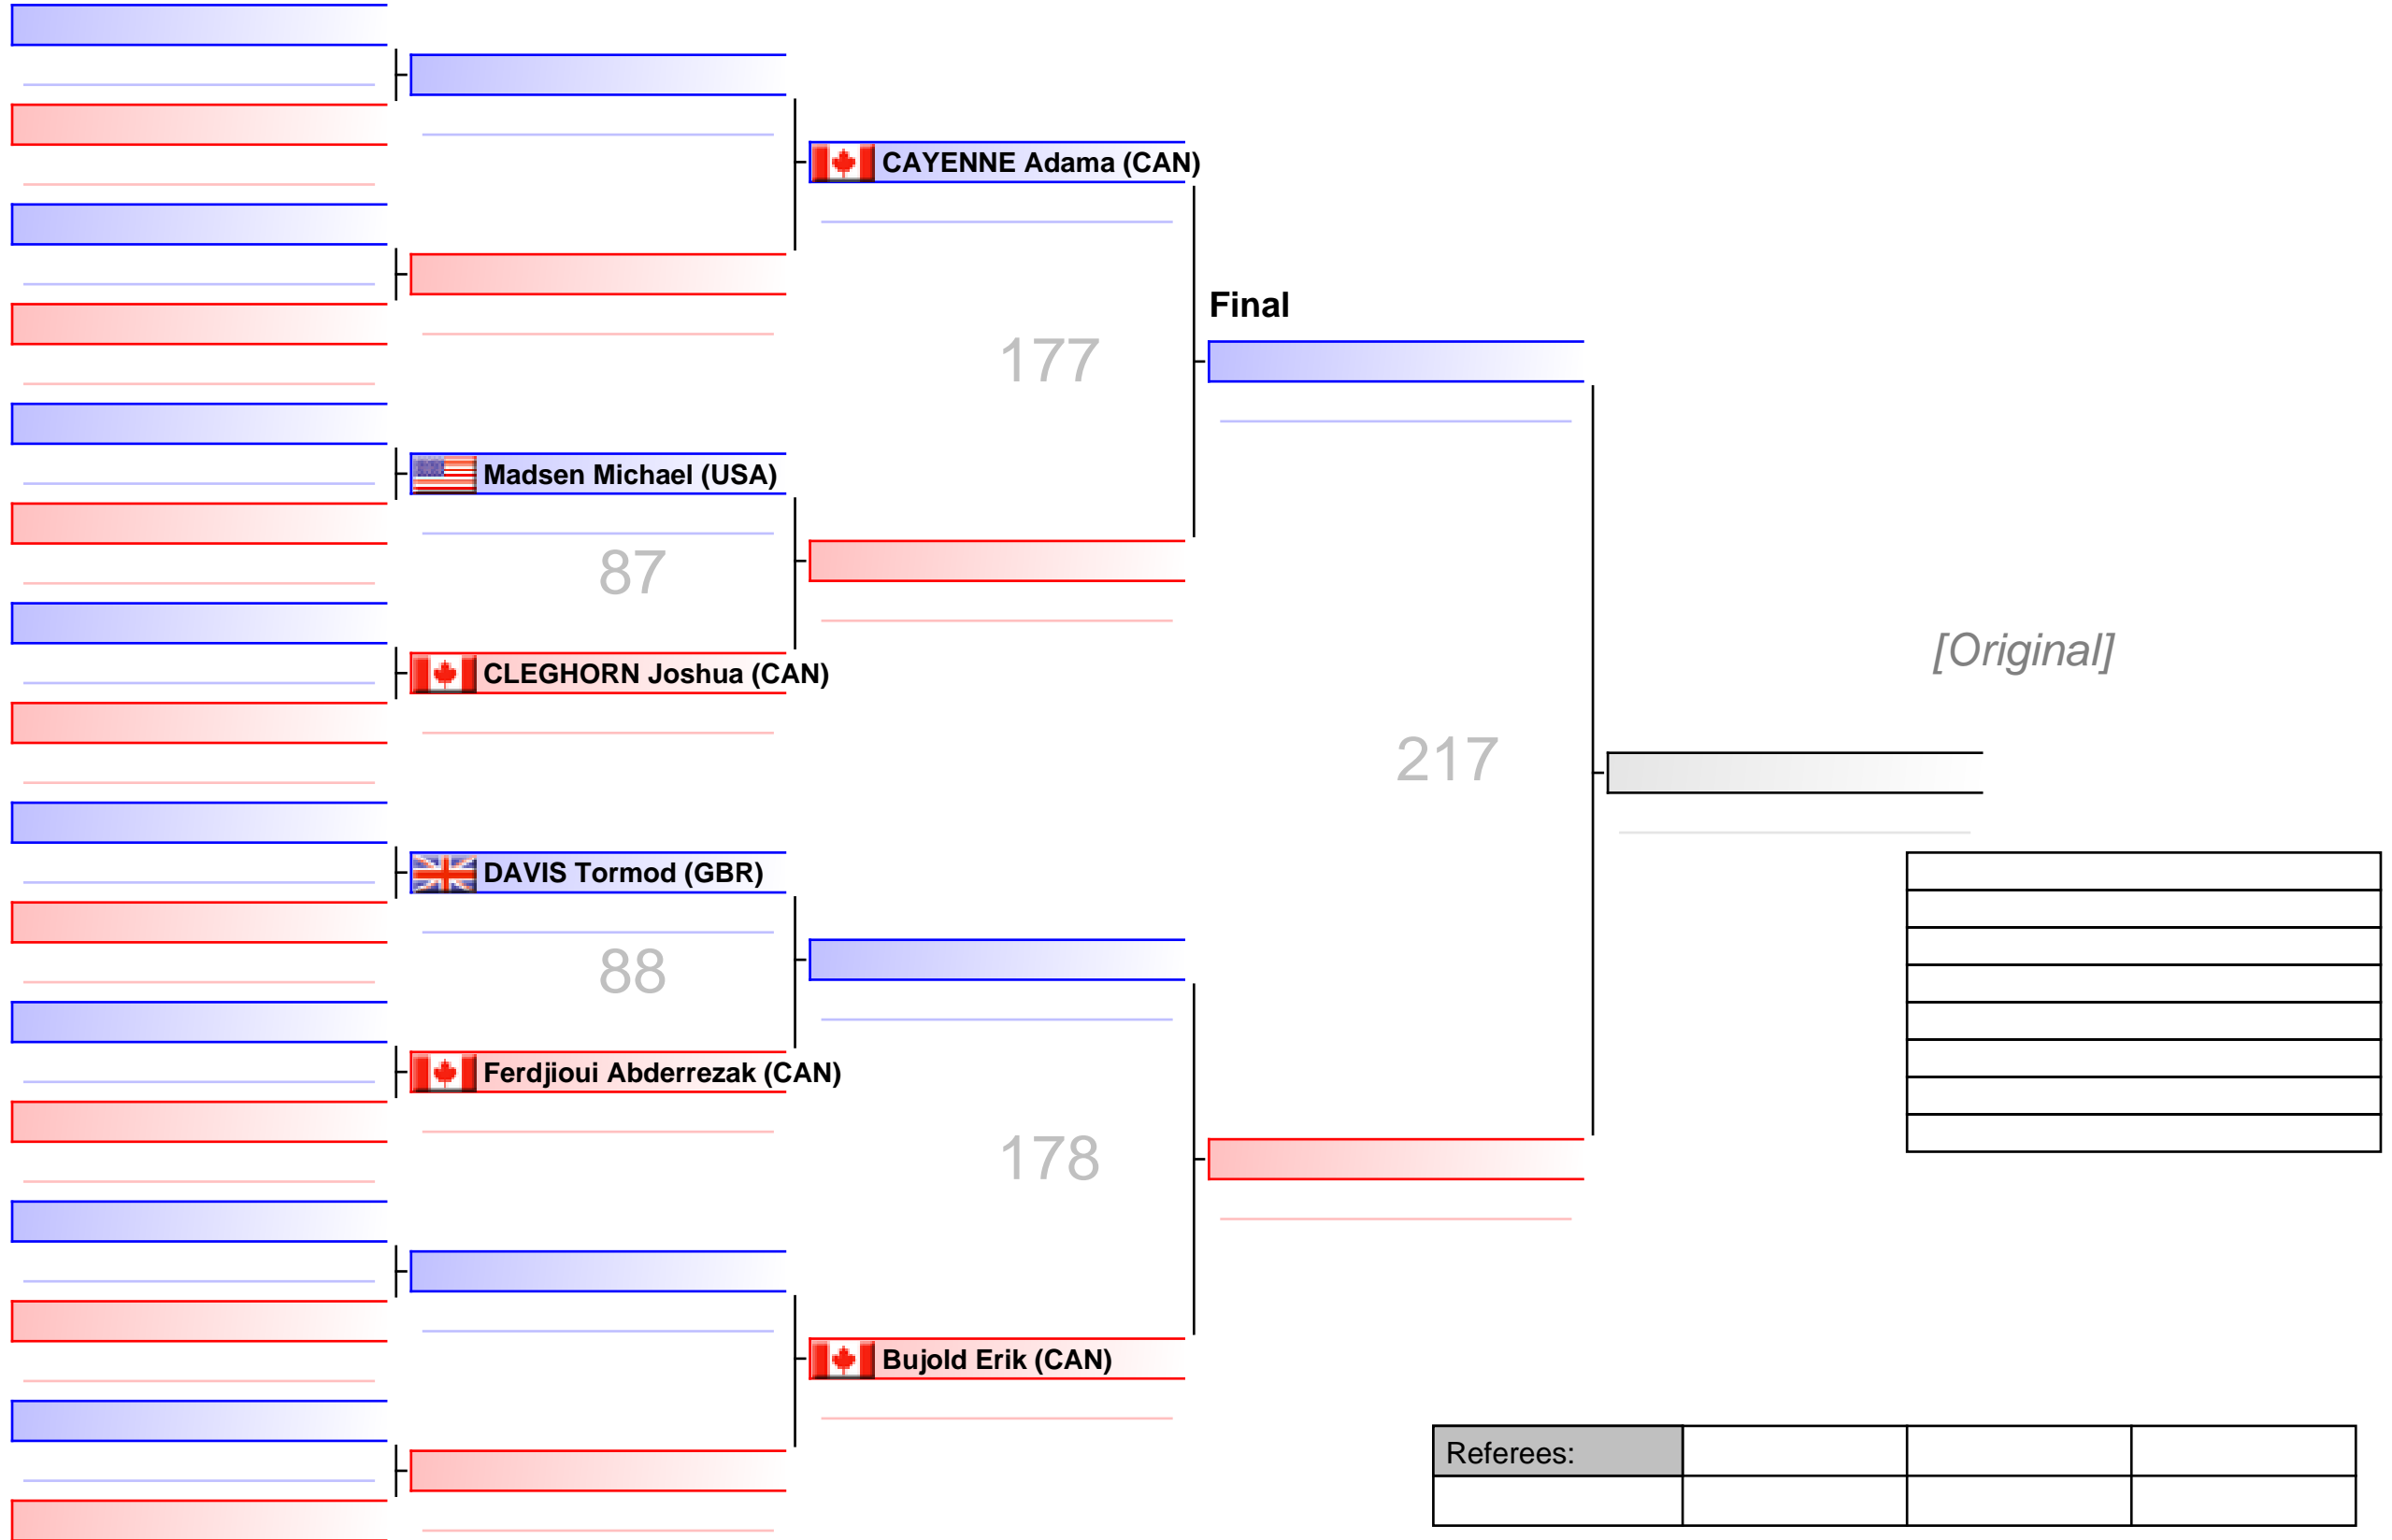 CAYENNE Adama (CAN)
Final
177
Madsen Michael (USA)
87
[Original]
CLEGHORN Joshua (CAN)
217
DAVIS Tormod (GBR)
88
Ferdjioui Abderrezak (CAN)
178
Bujold Erik (CAN)
Referees: